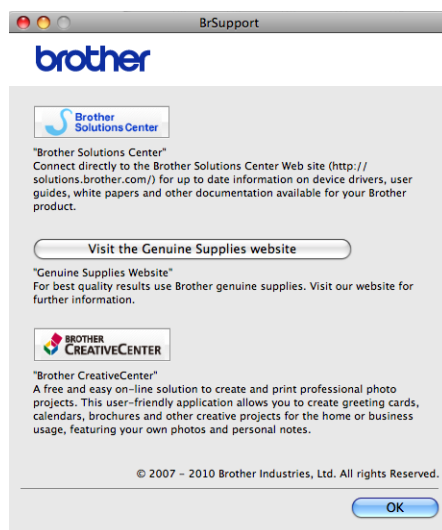 BrSupport
brother
Brother
Solutions Center
"Brother Solutions Center"
Connect directly to the Brother Solutions Center Web site (http://
solutions.brother.com/) for up to date information on device drivers, user
guides, white papers and other documentation available for your Brother
product.
Visit the Genuine Supplies website
"Genuine Supplies Website"
For best quality results use Brother genuine supplies. Visit our website for
further information.
BROTHER
CREATIVECENTER
"Brother CreativeCenter"
A free and easy on-line solution to create and print professional photo
projects. This user-friendly application allows you to create greeting cards,
calendars, brochures and other creative projects for the home or business
usage, featuring your own photos and personal notes.
© 2007 – 2010 Brother Industries, Ltd. All rights Reserved.
OK